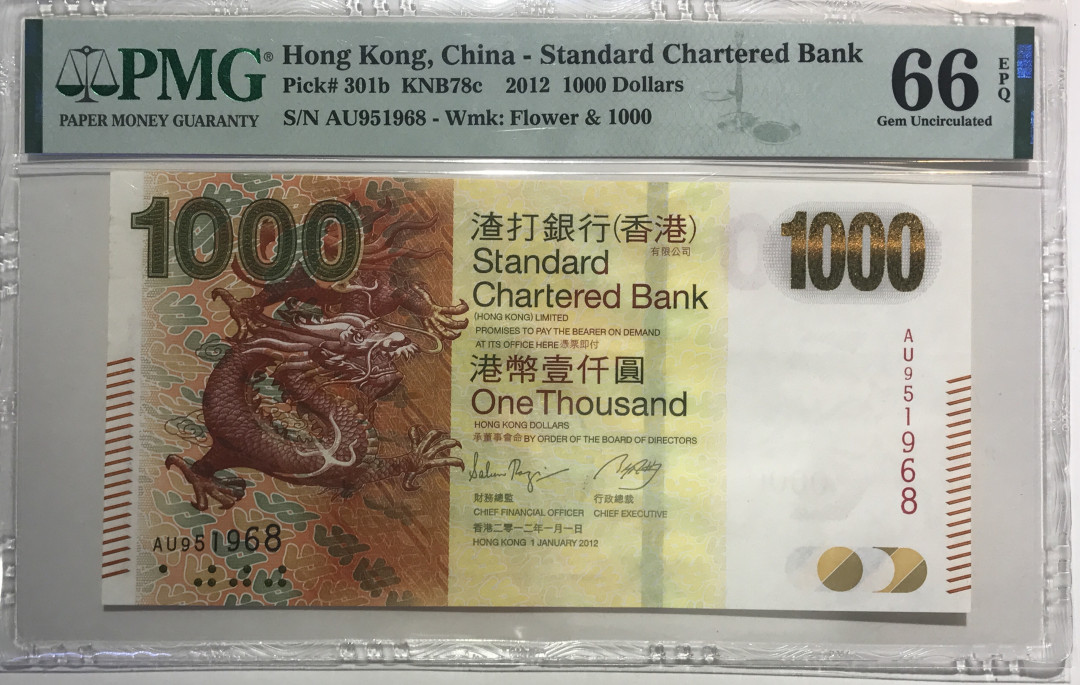 PMG®
PAPER MONEY GUARANTY
Hong Kong, China - Standard Chartered Bank
Pick# 301b KNB78c 2012 1000 Dollars
S/N AU951968 - Wmk: Flower & 1000
66
EPQ
Gem Uncirculated
1000
渣打銀行(香港)
有限公司
Standard
Chartered Bank
(HONG KONG) LIMITED
PROMISES TO PAY THE BEARER ON DEMAND
AT ITS OFFICE HERE 憑票即付
港幣壹仟圓
One Thousand
HONG KONG DOLLARS
承董事會命 BY ORDER OF THE BOARD OF DIRECTORS
財務總監
CHIEF FINANCIAL OFFICER
行政總裁
CHIEF EXECUTIVE
香港二零一二年一月一日
HONG KONG 1 JANUARY 2012
AU951968
1000
AU951968